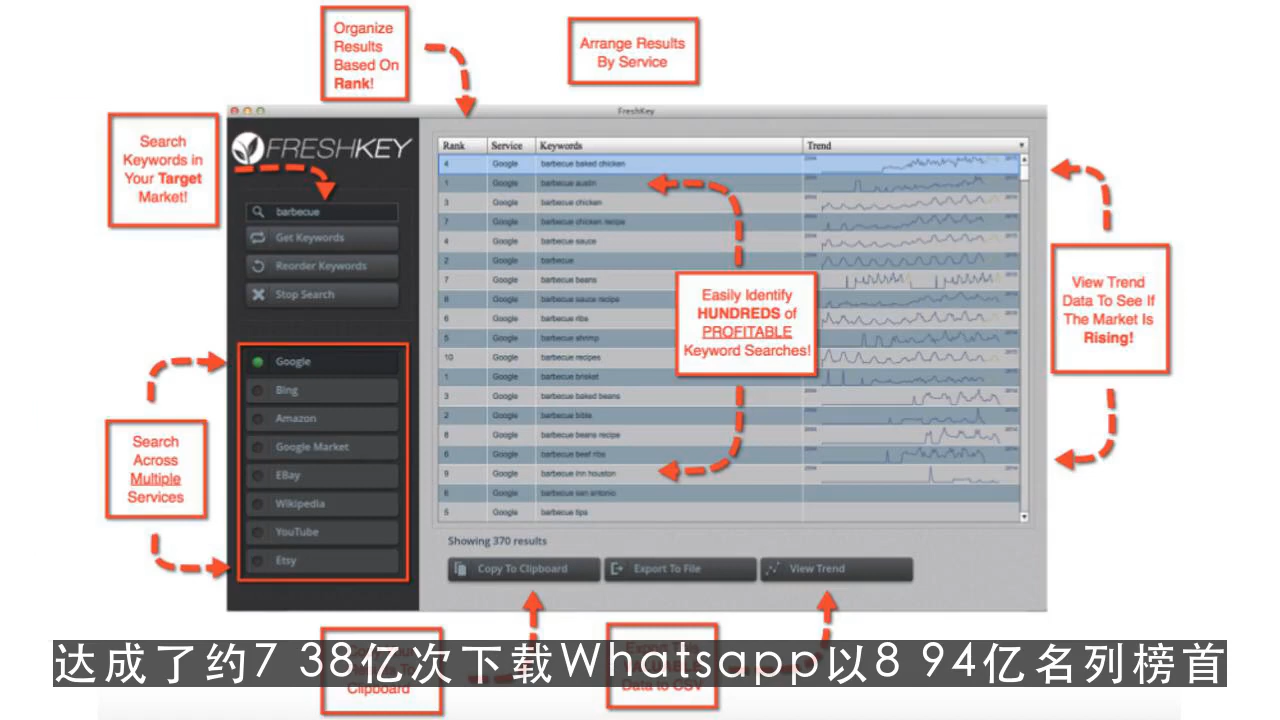 Organize
Results
Based On
Rank!
Arrange Results
By Service
Search
Keywords in
Your Target
Market!
FreshKey
FRESHKEY
barbecue
Get Keywords
Reorder Keywords
Stop Search
Google
Bing
Amazon
Google Market
EBay
Wikipedia
YouTube
Etsy
Search
Across
Multiple
Services
Rank Service Keywords Trend
4 Google barbecue baked chicken
1 Google barbecue austin
3 Google barbecue chicken
7 Google barbecue chicken recipe
4 Google barbecue sauce
2 Google barbecue
7 Google barbecue beans
8 Google barbecue sauce recipe
6 Google barbecue ribs
5 Google barbecue shrimp
10 Google barbecue recipes
1 Google barbecue brisket
3 Google barbecue baked beans
2 Google barbecue bible
8 Google barbecue beans recipe
6 Google barbecue beef ribs
9 Google barbecue inn houston
6 Google barbecue san antonio
5 Google barbecue tips
Easily Identify
HUNDREDS of
PROFITABLE
Keyword Searches!
View Trend
Data To See If
The Market Is
Rising!
Showing 370 results
Copy To Clipboard
Export To File
View Trend
Clipboard
Data to CSV
达成了约7 38亿次下载Whatsapp以8 94亿名列榜首